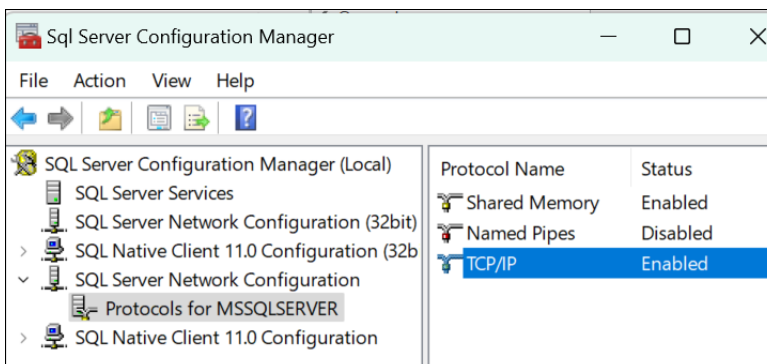 Sql Server Configuration Manager
File Action View Help
SQL Server Configuration Manager (Local)
SQL Server Services
SQL Server Network Configuration (32bit)
SQL Native Client 11.0 Configuration (32b
SQL Server Network Configuration
Protocols for MSSQLSERVER
SQL Native Client 11.0 Configuration
Protocol Name Status
Shared Memory Enabled
Named Pipes Disabled
TCP/IP Enabled